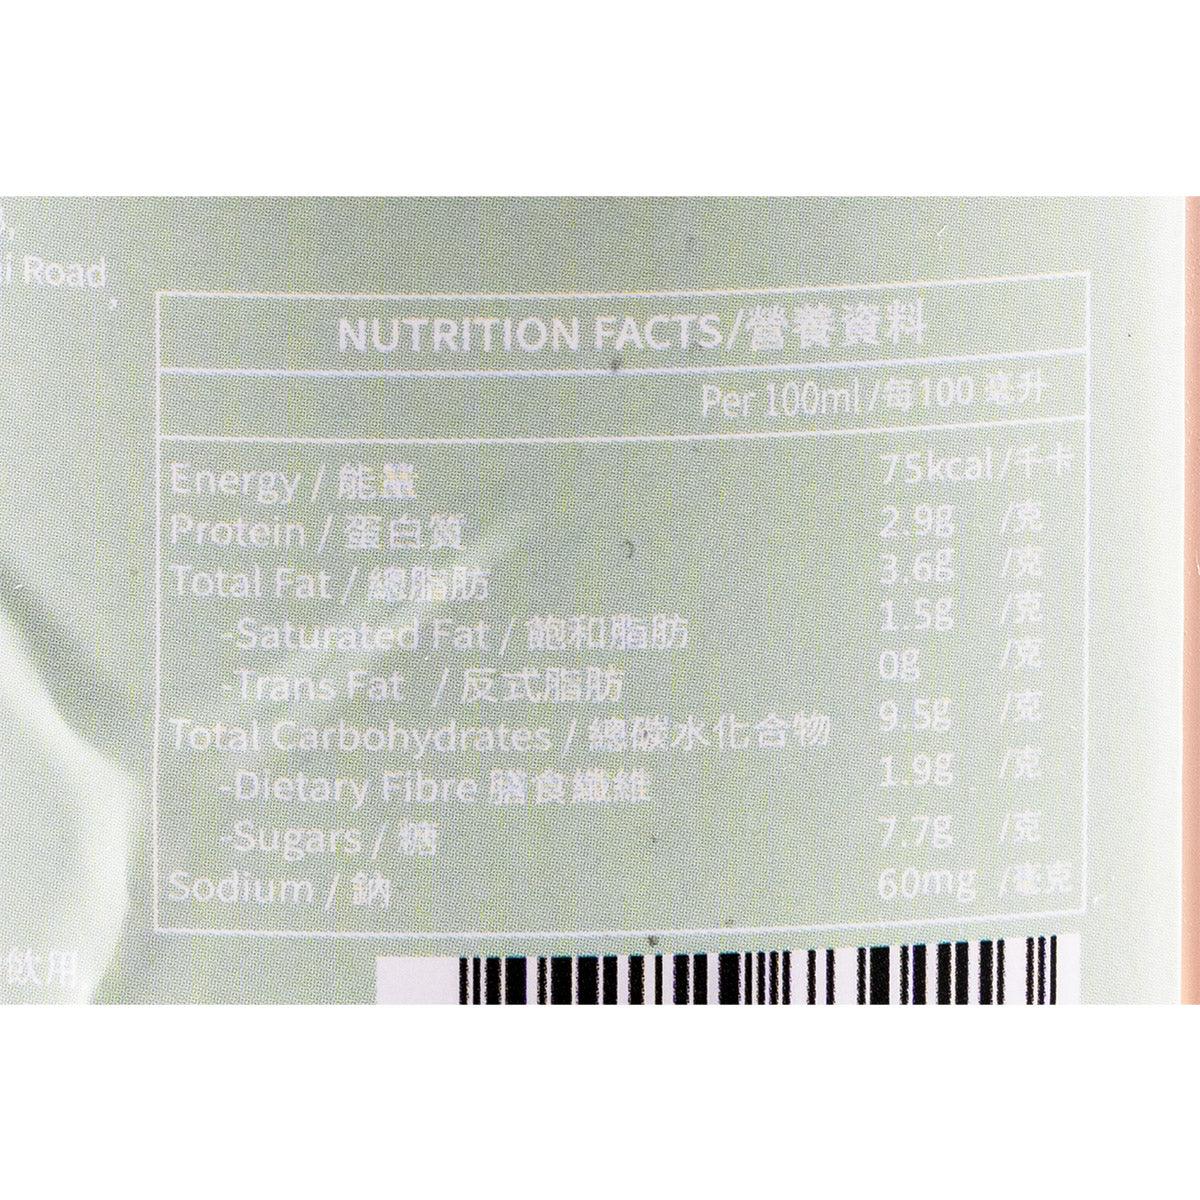 i Road,
NUTRITION FACTS/營養資料
Per 100ml/每100 毫升
Energy / 能量 75kcal/千卡
Protein / 蛋白質 2.9g /克
Total Fat / 總脂肪 3.6g /克
-Saturated Fat / 飽和脂肪 1.5g /克
-Trans Fat / 反式脂肪 0g /克
Total Carbohydrates / 總碳水化合物 9.5g /克
-Dietary Fibre 膳食纖維 1.9g /克
-Sugars / 糖 7.7g /克
Sodium / 鈉 60mg /毫克
飲用